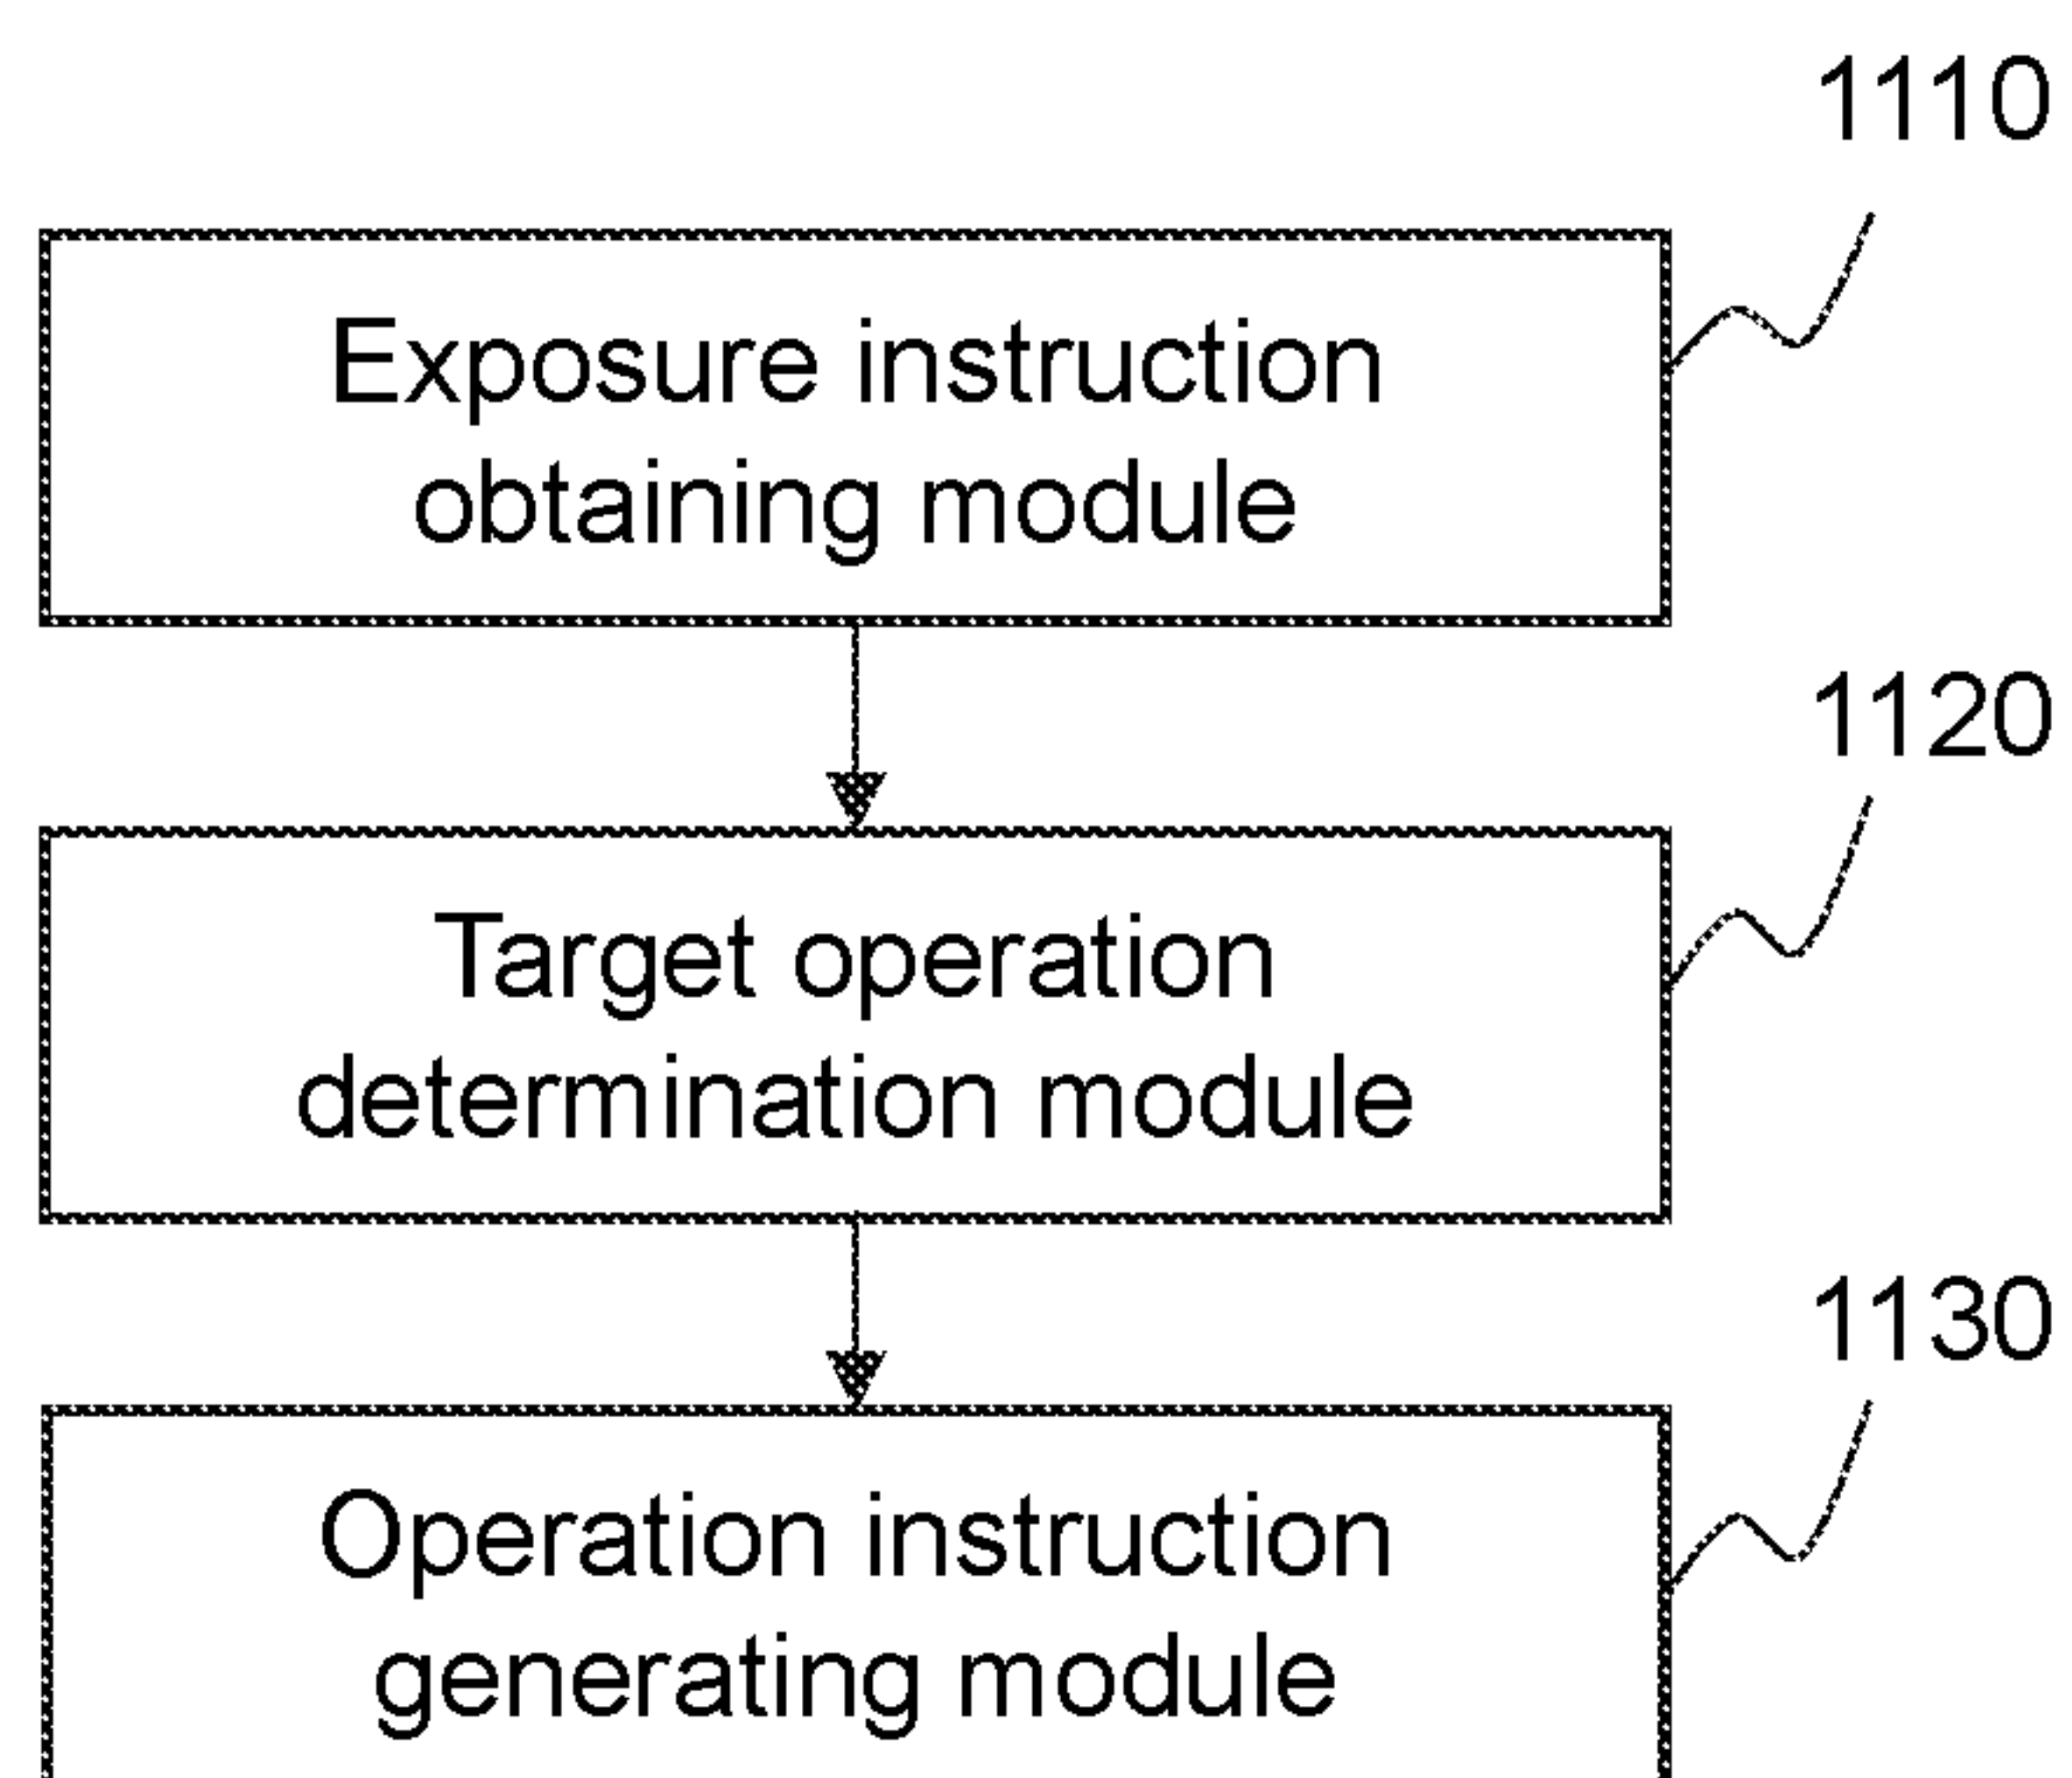 1110
Exposure instruction
obtaining module
1120
Target operation
determination module
1130
Operation instruction
generating module